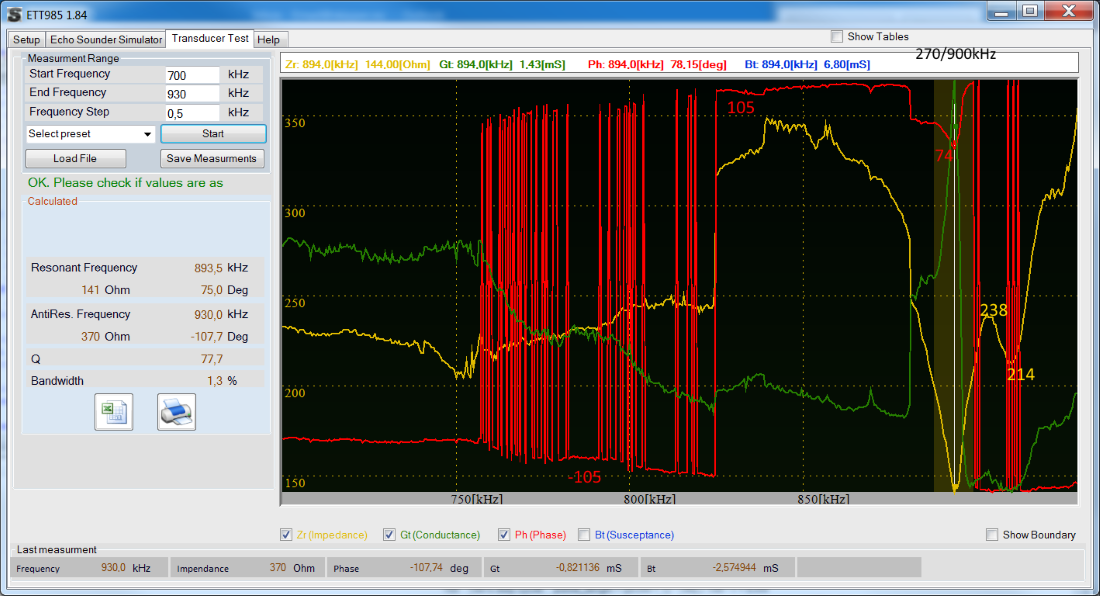 ETT985 1.84
Setup Echo Sounder Simulator Transducer Test Help
Show Tables
Measurment Range
Start Frequency 700 kHz
End Frequency 930 kHz
Frequency Step 0,5 kHz
Select preset Start
Load File Save Measurments
OK. Please check if values are as
Calculated
Resonant Frequency 893,5 kHz
141 Ohm 75,0 Deg
AntiRes. Frequency 930,0 kHz
370 Ohm -107,7 Deg
Q 77,7
Bandwidth 1,3 %
270/900kHz
Zr: 894,0[kHz] 144,00[Ohm] Gt: 894,0[kHz] 1,43[mS] Ph: 894,0[kHz] 78,15[deg] Bt: 894,0[kHz] 6,80[mS]
350
105
74
300
250
238
214
200
-105
150
750[kHz] 800[kHz] 850[kHz]
Zr (Impedance) Gt (Conductance) Ph (Phase) Bt (Susceptance) Show Boundary
Last measurment
Frequency 930,0 kHz Impedance 370 Ohm Phase -107,74 deg Gt -0,821136 mS Bt -2,574944 mS